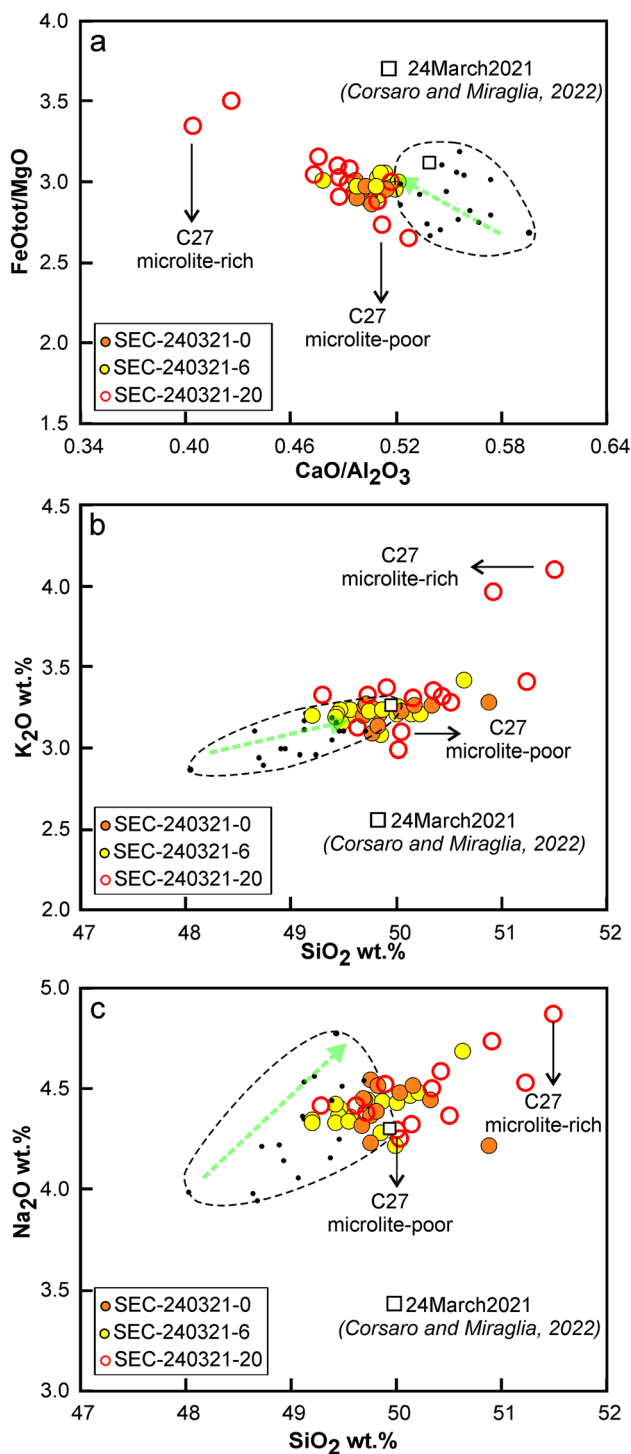 a
4.0
3.5
3.0
2.5
2.0
1.5
FeOtot/MgO
24March2021
(Corsaro and Miraglia, 2022)
C27
microlite-rich
C27
microlite-poor
SEC-240321-0
SEC-240321-6
SEC-240321-20
0.34
0.40
0.46
0.52
0.58
0.64
CaO/Al₂O₃
b
4.5
4.0
3.5
3.0
2.5
2.0
K₂O wt.%
C27
microlite-rich
C27
microlite-poor
24March2021
(Corsaro and Miraglia, 2022)
SEC-240321-0
SEC-240321-6
SEC-240321-20
47
48
49
50
51
52
SiO₂ wt.%
c
5.0
4.5
4.0
3.5
3.0
Na₂O wt.%
C27
microlite-rich
C27
microlite-poor
24March2021
(Corsaro and Miraglia, 2022)
SEC-240321-0
SEC-240321-6
SEC-240321-20
47
48
49
50
51
52
SiO₂ wt.%